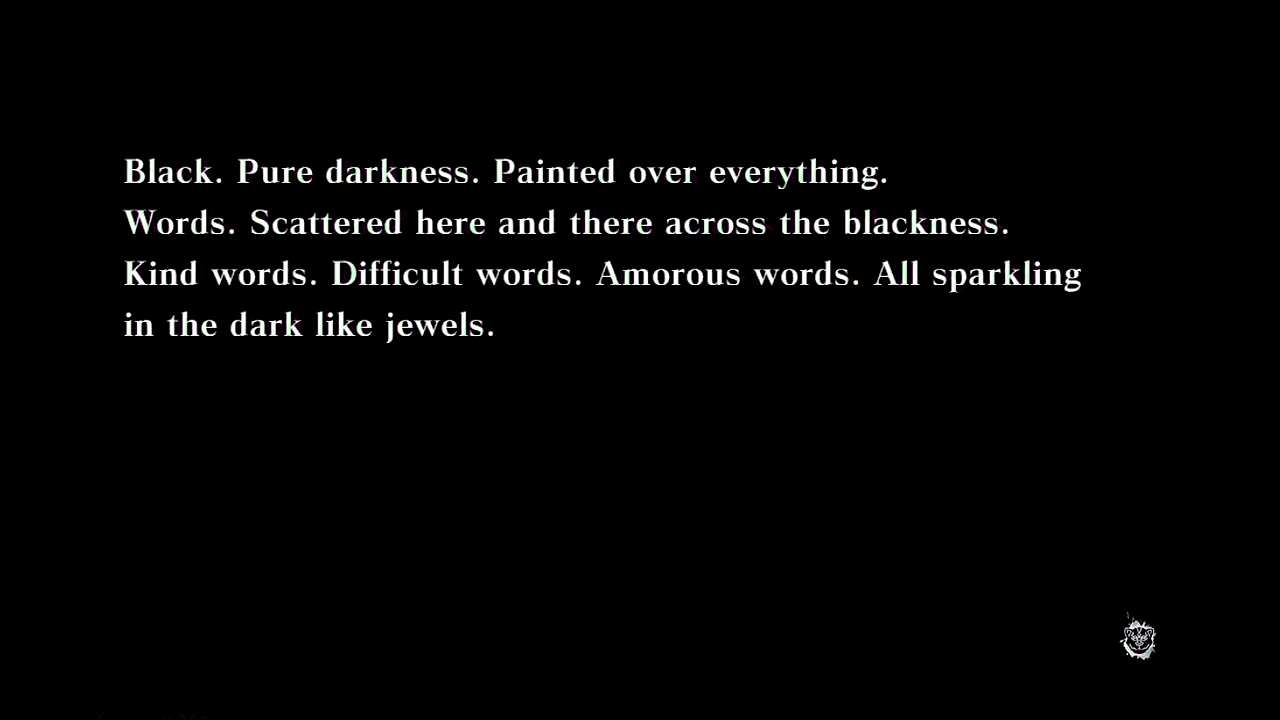 Black. Pure darkness. Painted over everything.
Words. Scattered here and there across the blackness.
Kind words. Difficult words. Amorous words. All sparkling
in the dark like jewels.